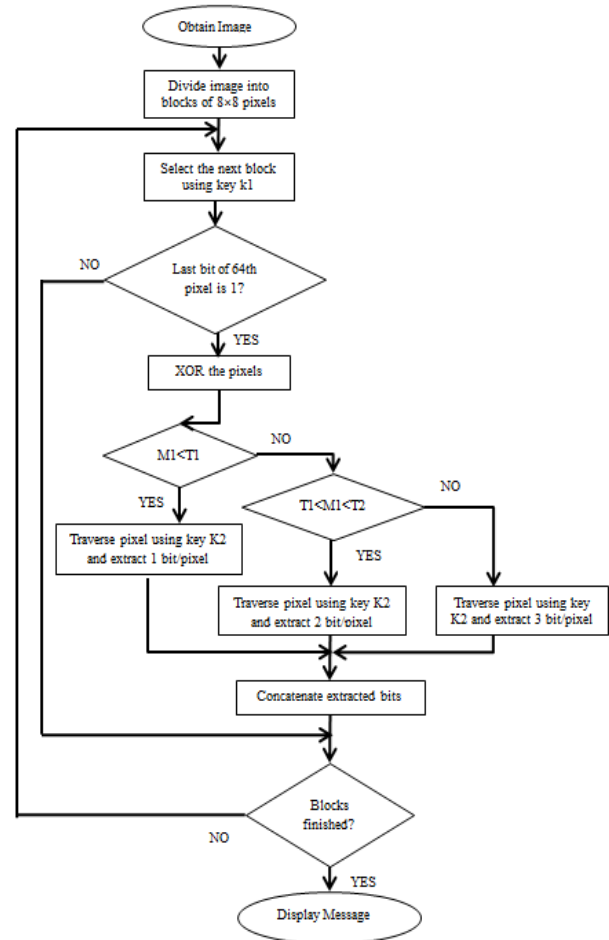 Obtain Image
Divide image into
blocks of 8×8 pixels
Select the next block
using key k1
NO
Last bit of 64th
pixel is 1?
YES
XOR the pixels
M1<T1
NO
YES
T1<M1<T2
NO
Traverse pixel using key K2
and extract 1 bit/pixel
YES
Traverse pixel using key K2
and extract 2 bit/pixel
Traverse pixel using key
K2 and extract 3 bit/pixel
Concatenate extracted bits
Blocks
finished?
NO
YES
Display Message